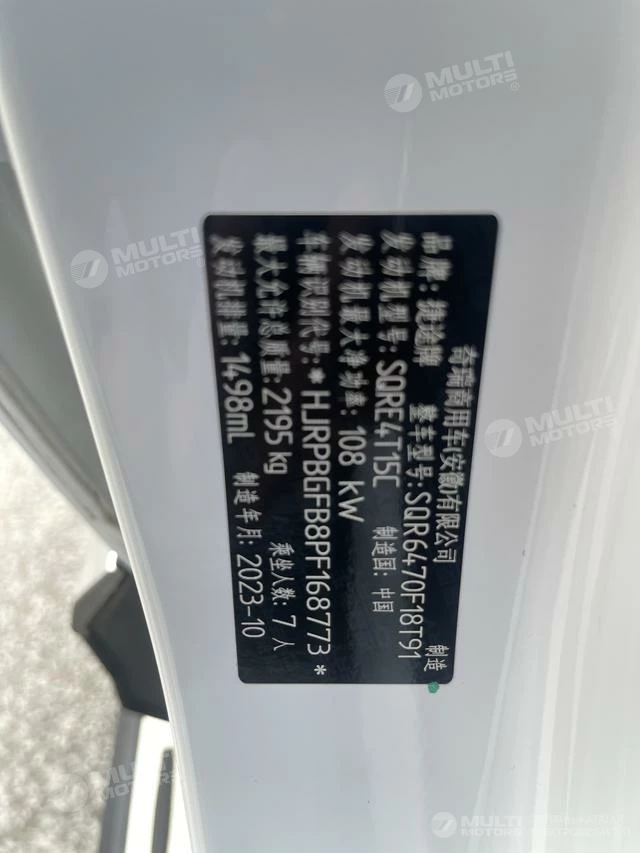 奇瑞商用车(安徽)有限公司 制造
品牌:捷途牌 整车型号:SQR6470F18T91
发动机型号:SQRE4T15C 制造国:中国
发动机最大净功率:108 kW
车辆识别代号:*HJRPBGFB8PF168773*
最大允许总质量:2195 kg 乘坐人数:7 人
发动机排量:1498mL 制造年月:2023-10
MULTI MOTORS®
MULTI MOTORS
MULTI MOTORS
MULTI MOTORS
MULTI MOTORS